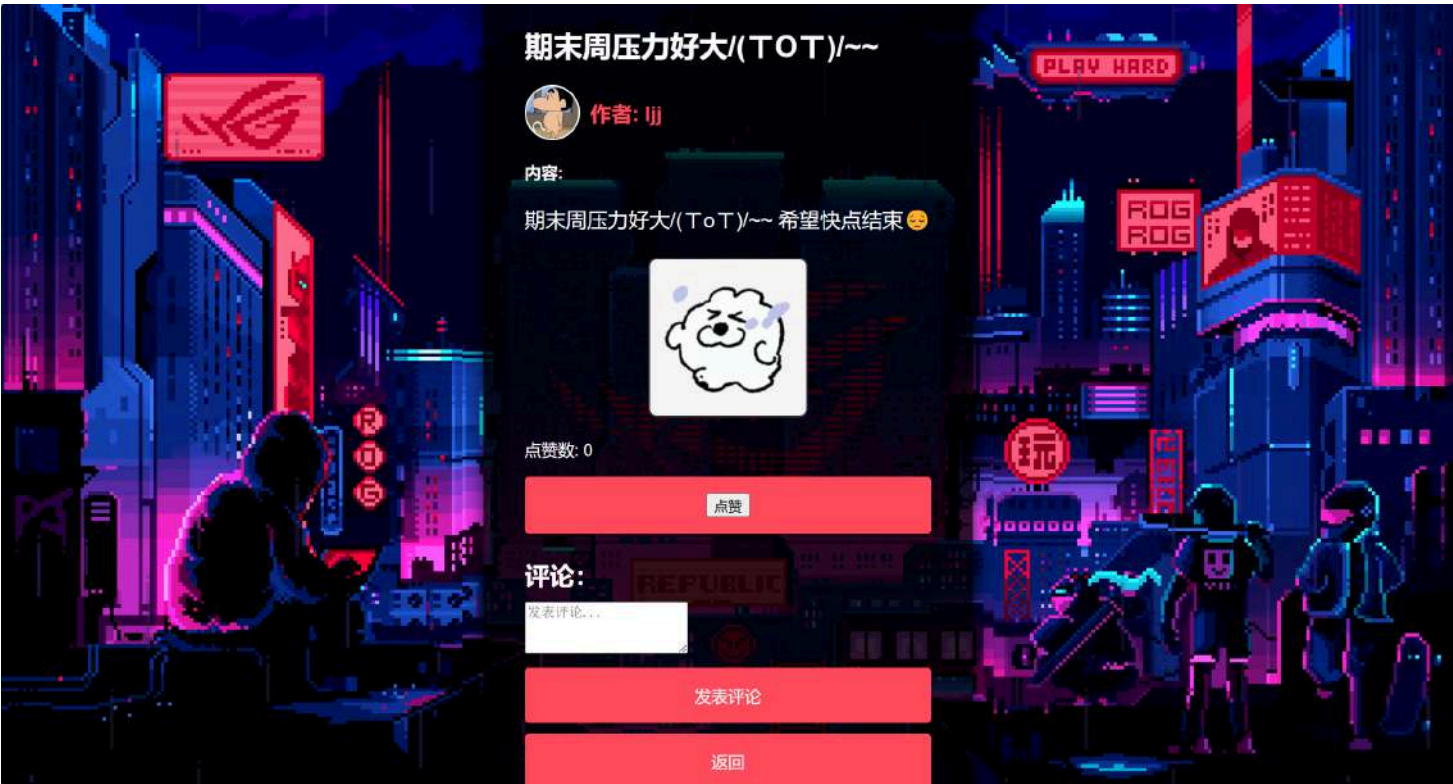 期末周压力好大/(ＴＯＴ)/~~
PLAY HARD
作者: ljj
内容:
期末周压力好大/(ＴoＴ)/~~ 希望快点结束😔
ROG
ROG
点赞数: 0
R
O
G
玩
点赞
评论：
REPUBLIC
发表评论...
发表评论
返回